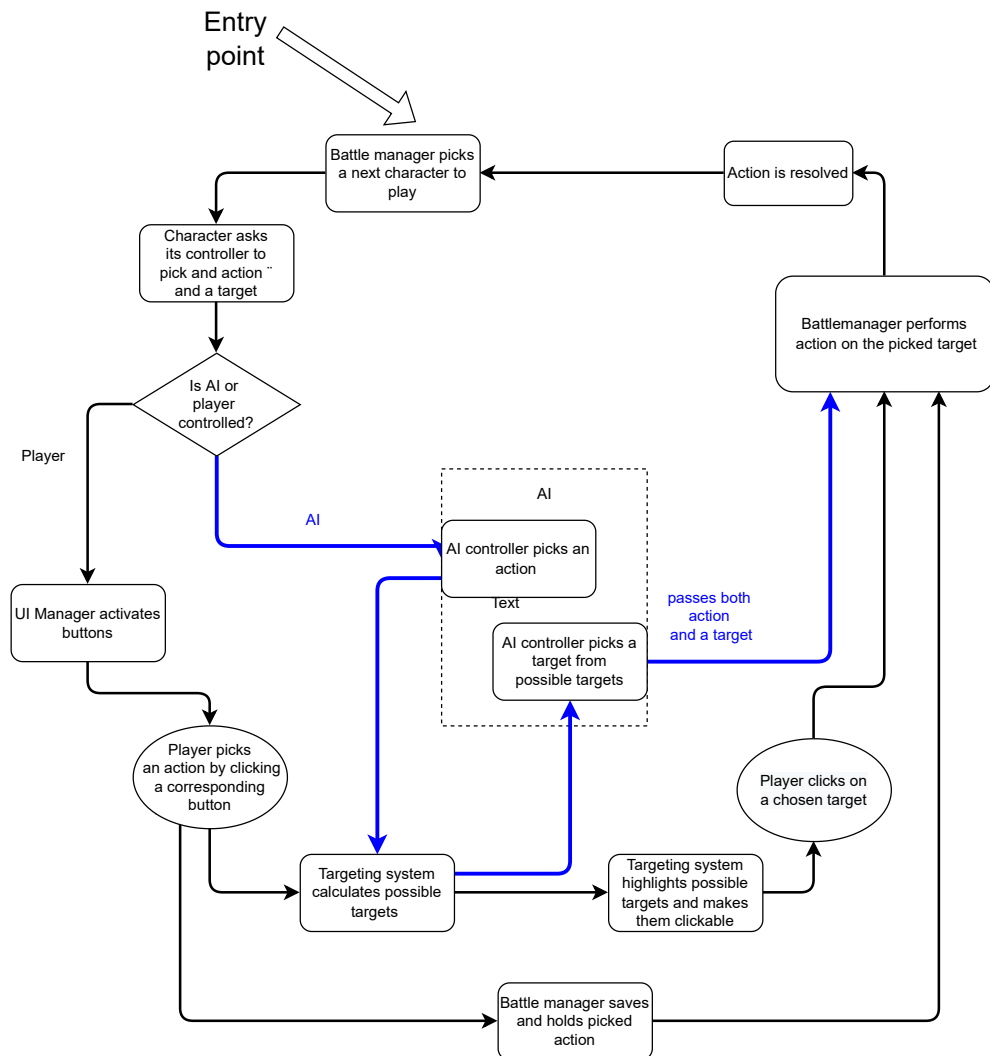 Entry
point
Battle manager picks
a next character to
play
Action is resolved
Character asks
its controller to
pick and action ¨
and a target
Battlemanager performs
action on the picked target
Is AI or
player
controlled?
Player
AI
AI
AI controller picks an
action
Text
passes both
action
and a target
UI Manager activates
buttons
AI controller picks a
target from
possible targets
Player picks
an action by clicking
a corresponding
button
Player clicks on
a chosen target
Targeting system
calculates possible
targets
Targeting system
highlights possible
targets and makes
them clickable
Battle manager saves
and holds picked
action